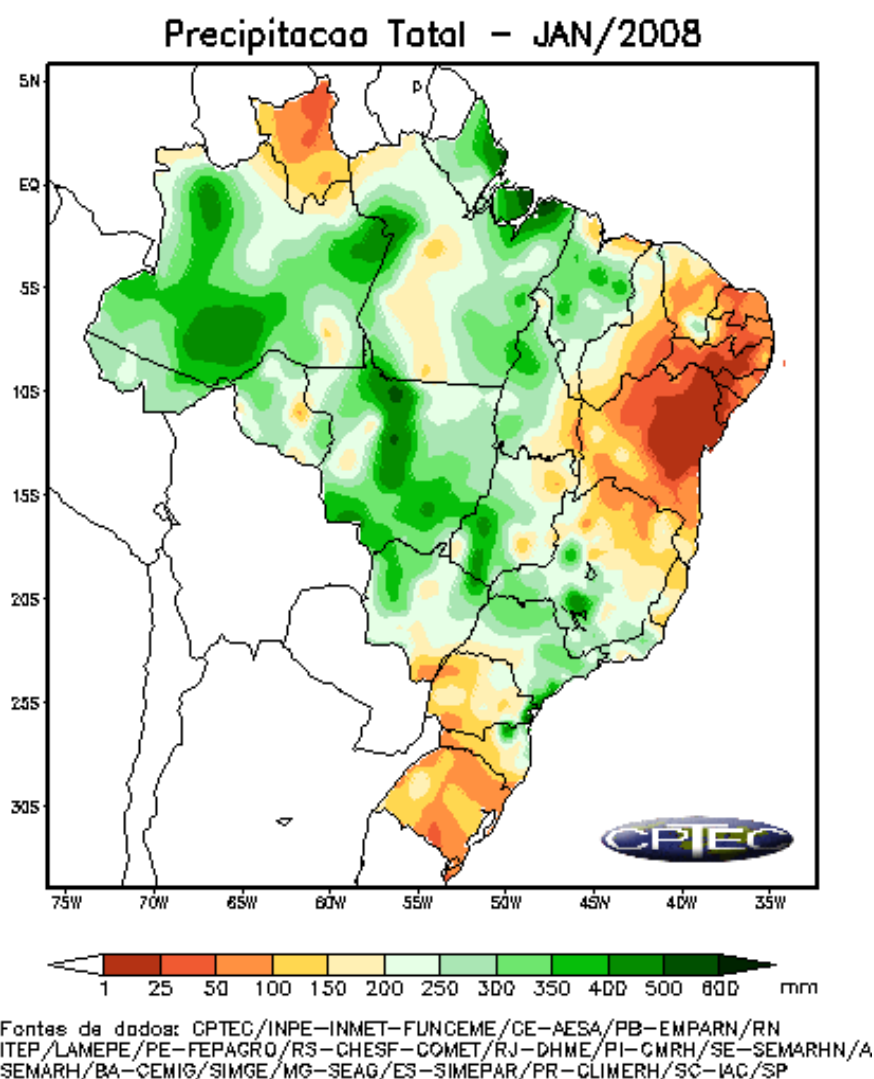 Precipitacao Total - JAN/2008
5N
EQ
5S
10S
15S
20S
25S
30S
75W 70W 65W 60W 55W 50W 45W 40W 35W
CPTEC
1 25 50 100 150 200 250 300 350 400 500 600 mm
Fontes de dados: CPTEC/INPE-INMET-FUNCEME/CE-AESA/PB-EMPARN/RN
ITEP/LAMEPE/PE-FEPAGRO/RS-CHESF-COMET/RJ-DHME/PI-CMRH/SE-SEMARHN/A
SEMARH/BA-CEMIG/SIMGE/MG-SEAG/ES-SIMEPAR/PR-CLIMERH/SC-IAC/SP